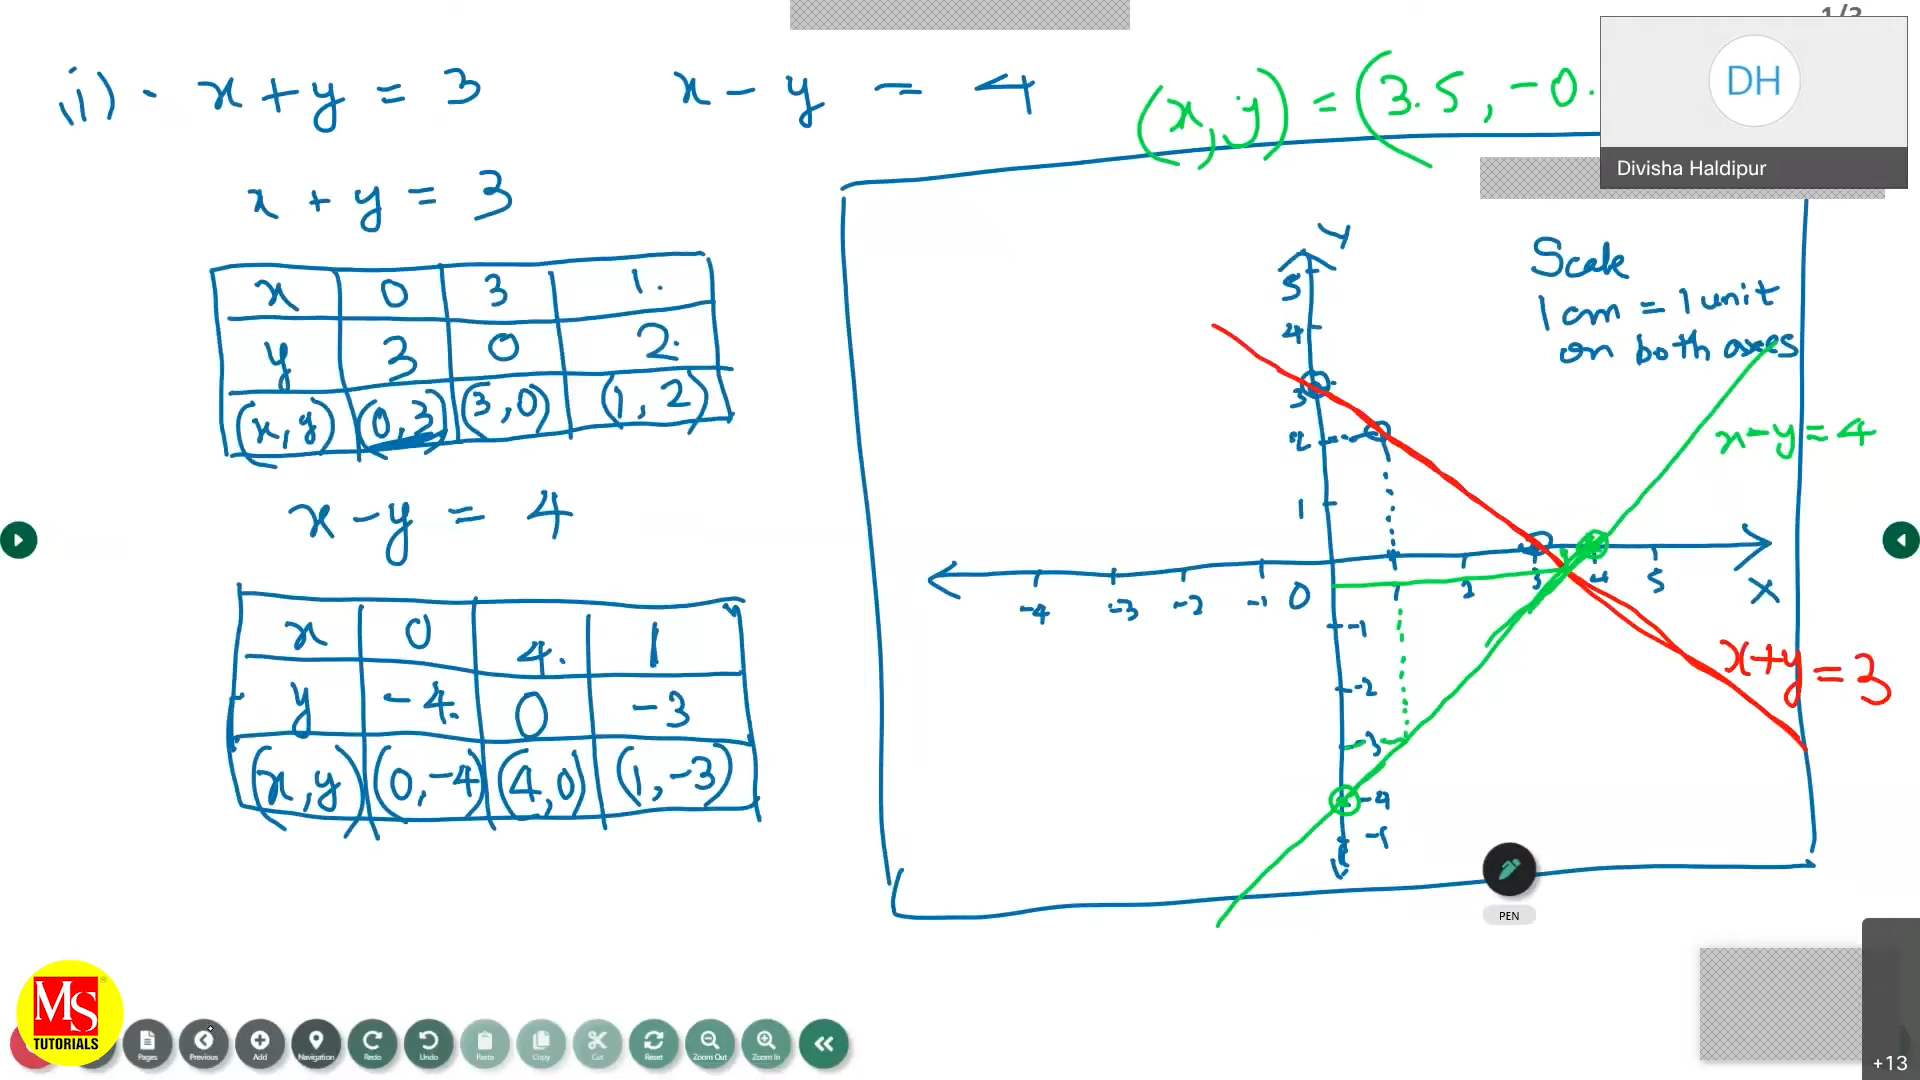 1/3
ii) · x + y = 3 x - y = 4 (x, y) = (3.5, -0.
DH
Divisha Haldipur
x + y = 3
x 0 3 1.
y 3 0 2.
(x, y) (0, 3) (3, 0) (1, 2)
x - y = 4
x 0 4. 1
y -4. 0 -3
(x, y) (0, -4) (4, 0) (1, -3)
Scale
1 cm = 1 unit
on both axes
Y
5
4
3
2
1
-4 -3 -2 -1 0 1 2 3 4 5 X
-1
-2
-3
-4
x - y = 4
x + y = 3
PEN
MS
TUTORIALS
Pages Previous Add Navigation Redo Undo Paste Copy Cut Reset Zoom Out Zoom In
+13